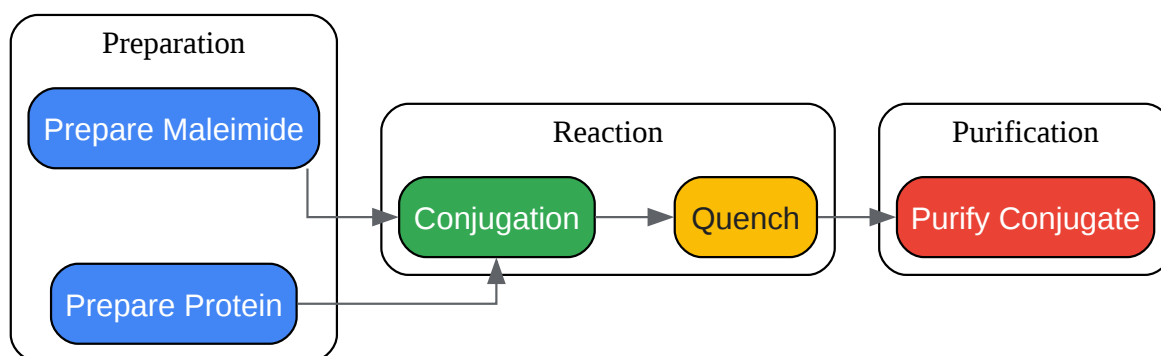 Preparation
Prepare Maleimide
Prepare Protein
Reaction
Conjugation
Quench
Purification
Purify Conjugate